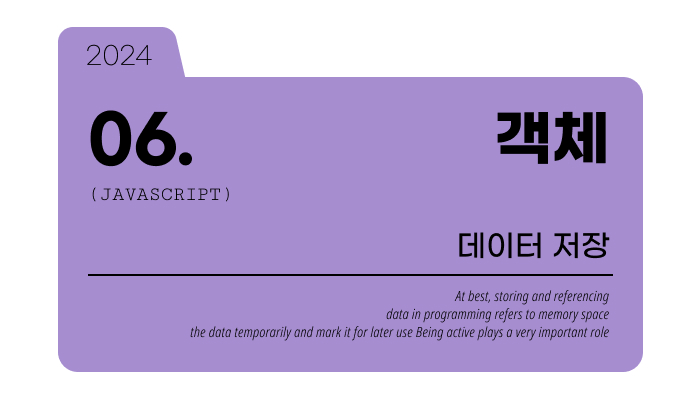 2024
06.
객체
(JAVASCRIPT)
데이터 저장
At best, storing and referencing
data in programming refers to memory space
the data temporarily and mark it for later use Being active plays a very important role